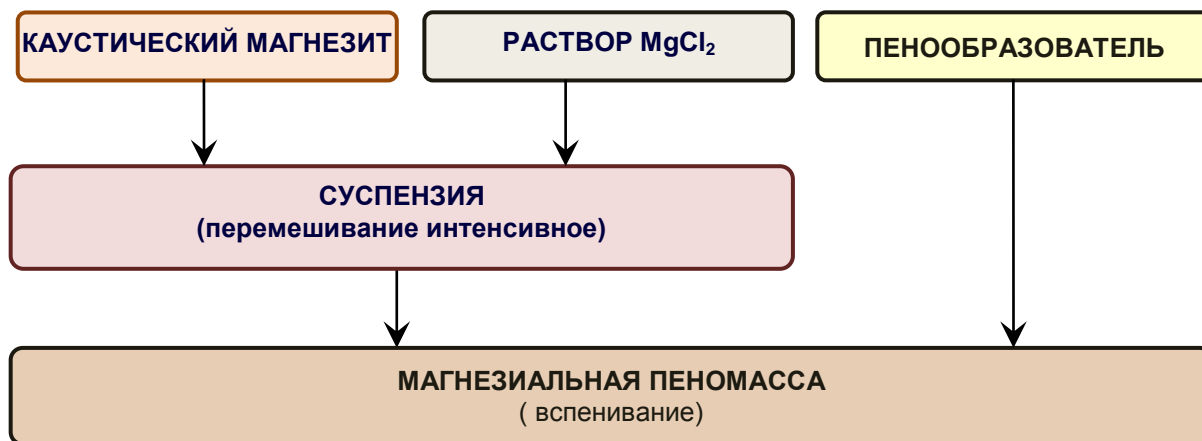 КАУСТИЧЕСКИЙ МАГНЕЗИТ
РАСТВОР MgCl₂
ПЕНООБРАЗОВАТЕЛЬ
СУСПЕНЗИЯ
(перемешивание интенсивное)
МАГНЕЗИАЛЬНАЯ ПЕНОМАССА
( вспенивание)